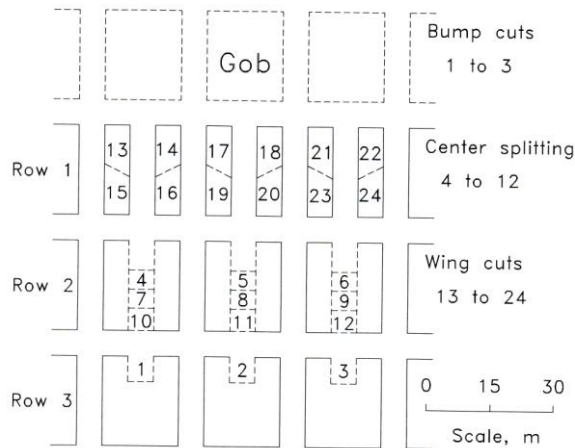 Gob
Bump cuts
1 to 3
Row 1
13 14 17 18 21 22
15 16 19 20 23 24
Center splitting
4 to 12
Row 2
4 5 6
7 8 9
10 11 12
Wing cuts
13 to 24
Row 3
1 2 3
0 15 30
Scale, m